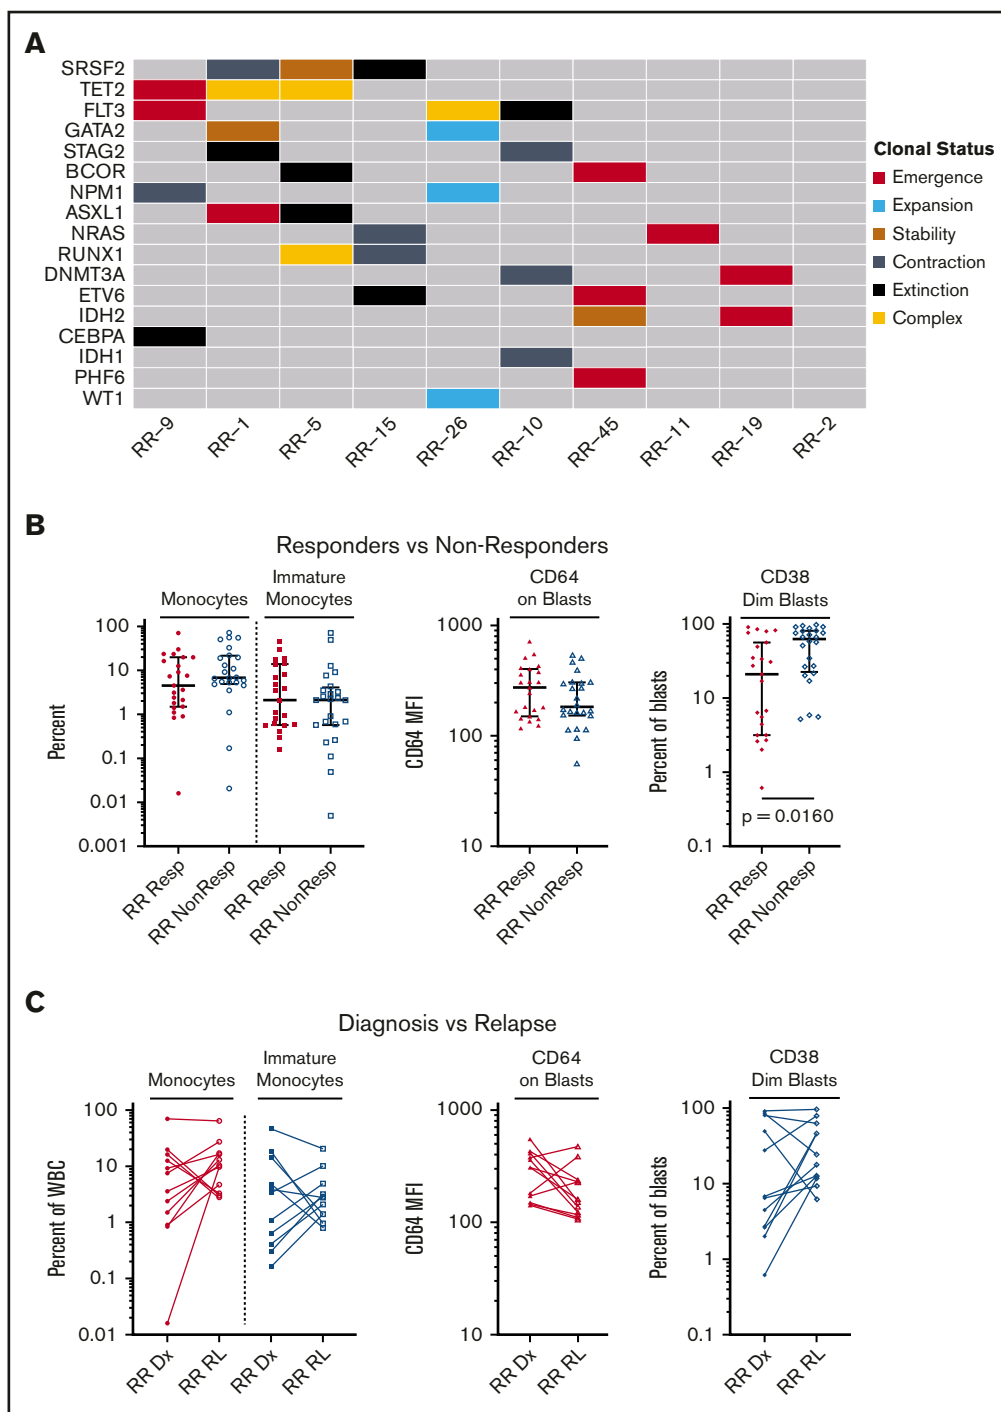 A
SRSF2
TET2
FLT3
GATA2
STAG2
BCOR
NPM1
ASXL1
NRAS
RUNX1
DNMT3A
ETV6
IDH2
CEBPA
IDH1
PHF6
WT1
RR–9 RR–1 RR–5 RR–15 RR–26 RR–10 RR–45 RR–11 RR–19 RR–2
Clonal Status
Emergence
Expansion
Stability
Contraction
Extinction
Complex
B
Responders vs Non-Responders
Monocytes
Immature
Monocytes
Percent
100
10
1
0.1
0.01
0.001
RR Resp RR NonResp RR Resp RR NonResp
CD64
on Blasts
CD64 MFI
1000
100
10
RR Resp RR NonResp
CD38
Dim Blasts
Percent of blasts
100
10
1
0.1
p = 0.0160
RR Resp RR NonResp
C
Diagnosis vs Relapse
Monocytes
Immature
Monocytes
Percent of WBC
100
10
1
0.1
0.01
RR Dx RR RL RR Dx RR RL
CD64
on Blasts
CD64 MFI
1000
100
10
RR Dx RR RL
CD38
Dim Blasts
Percent of blasts
100
10
1
0.1
RR Dx RR RL